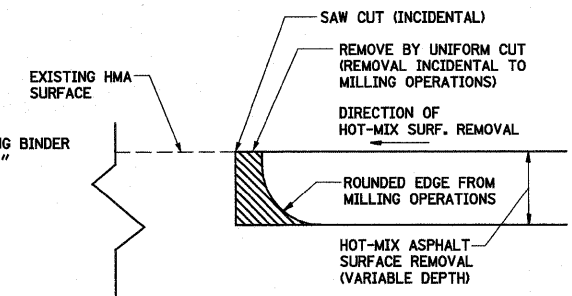 SAW CUT (INCIDENTAL)
REMOVE BY UNIFORM CUT
(REMOVAL INCIDENTAL TO
MILLING OPERATIONS)
EXISTING HMA
SURFACE
DIRECTION OF
HOT-MIX SURF. REMOVAL
NG BINDER
"
ROUNDED EDGE FROM
MILLING OPERATIONS
HOT-MIX ASPHALT
SURFACE REMOVAL
(VARIABLE DEPTH)